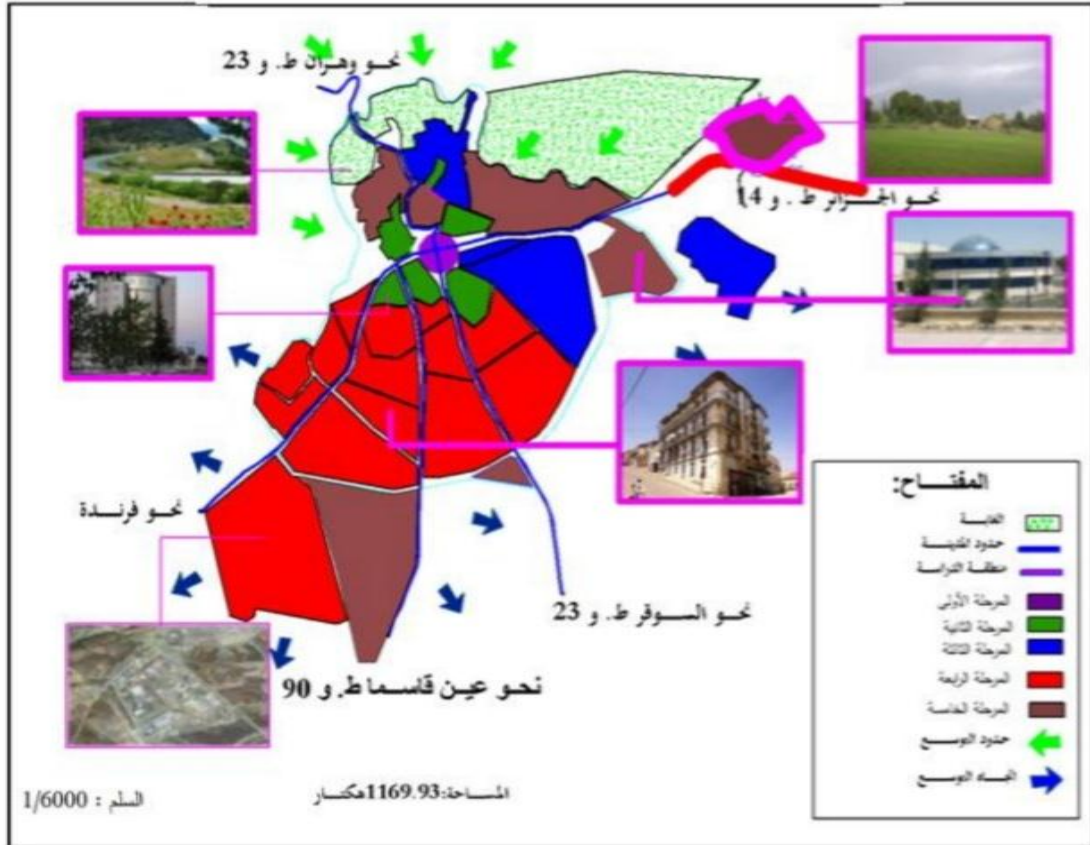 نحو وهران ط. و 23
نحو الجزائر ط. و 14
نحو فرندة
نحو السوقر ط. و 23
نحو عين قاسما ط. و 90
المفتاح:
الغابة
حدود المدينة
منطقة الدراسة
المرحلة الأولى
المرحلة الثانية
المرحلة الثالثة
المرحلة الرابعة
المرحلة الخامسة
حدود التوسع
اتجاه التوسع
المساحة:1169.93هكتار
السلم : 1/6000